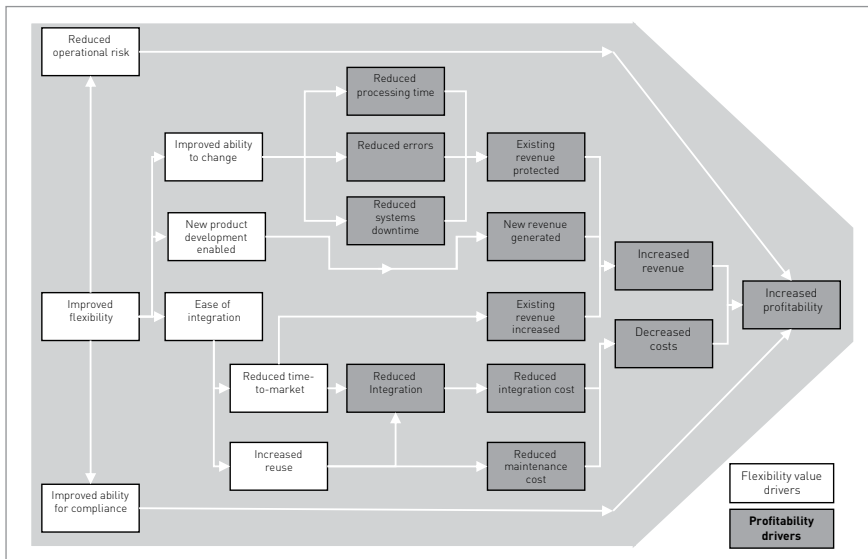 Reduced
operational risk
Reduced
processing time
Improved ability
to change
Reduced errors
Existing
revenue
protected
Reduced
systems
downtime
New product
development
enabled
New revenue
generated
Increased
revenue
Improved
flexibility
Ease of
integration
Existing
revenue
increased
Increased
profitability
Decreased
costs
Reduced time-
to-market
Reduced
Integration
Reduced
integration cost
Increased
reuse
Reduced
maintenance
cost
Improved ability
for compliance
Flexibility value
drivers
Profitability
drivers